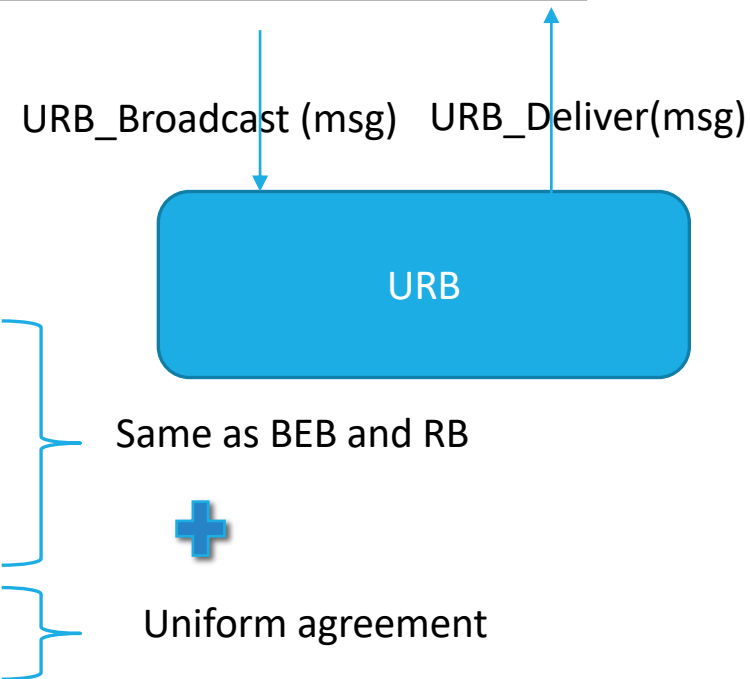 URB_Broadcast (msg) URB_Deliver(msg)
URB
Same as BEB and RB
Uniform agreement